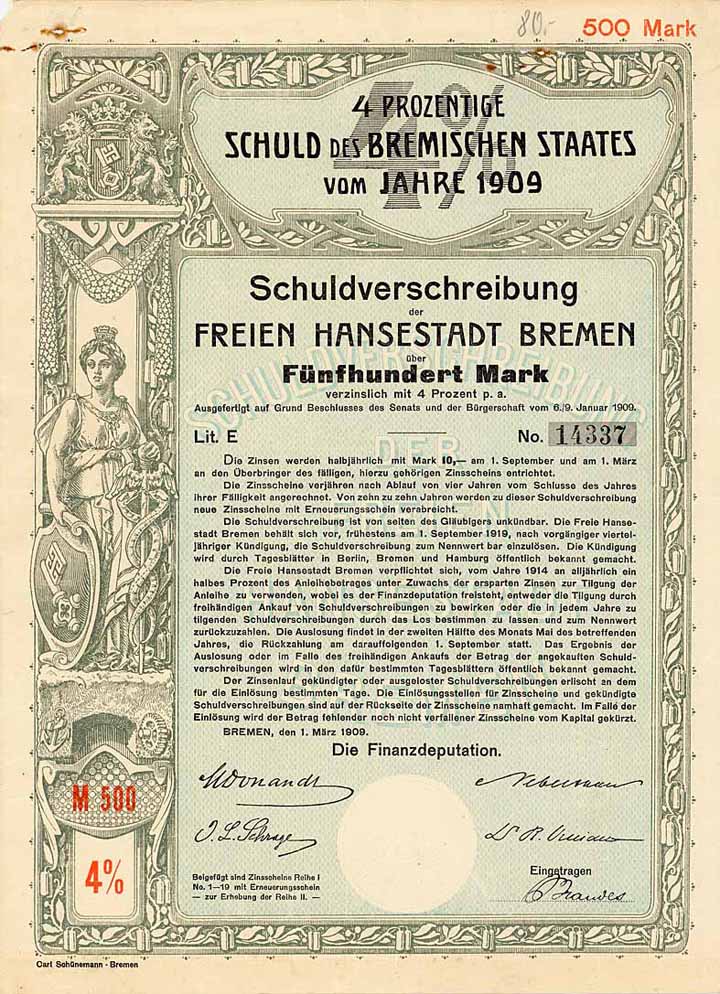 80.-
500 Mark
4%
4 PROZENTIGE
SCHULD DES BREMISCHEN STAATES
VOM JAHRE 1909
Schuldverschreibung
der
FREIEN HANSESTADT BREMEN
über
Fünfhundert Mark
verzinslich mit 4 Prozent p. a.
Ausgefertigt auf Grund Beschlusses des Senats und der Bürgerschaft vom 6./9. Januar 1909.
Lit. E No. 14337
Die Zinsen werden halbjährlich mit Mark 10,— am 1. September und am 1. März
an den Überbringer des fälligen, hierzu gehörigen Zinsscheins entrichtet.
Die Zinsscheine verjähren nach Ablauf von vier Jahren vom Schlusse des Jahres
ihrer Fälligkeit angerechnet. Von zehn zu zehn Jahren werden zu dieser Schuldverschreibung
neue Zinsscheine mit Erneuerungsschein verabreicht.
Die Schuldverschreibung ist von seiten des Gläubigers unkündbar. Die Freie Hanse-
stadt Bremen behält sich vor, frühestens am 1. September 1919, nach vorgängiger viertel-
jähriger Kündigung, die Schuldverschreibung zum Nennwert bar einzulösen. Die Kündigung
wird durch Tagesblätter in Berlin, Bremen und Hamburg öffentlich bekannt gemacht.
Die Freie Hansestadt Bremen verpflichtet sich, vom Jahre 1914 an alljährlich ein
halbes Prozent des Anleihebetrages unter Zuwachs der ersparten Zinsen zur Tilgung der
Anleihe zu verwenden, wobei es der Finanzdeputation freisteht, entweder die Tilgung durch
freihändigen Ankauf von Schuldverschreibungen zu bewirken oder die in jedem Jahre zu
tilgenden Schuldverschreibungen durch das Los bestimmen zu lassen und zum Nennwert
zurückzuzahlen. Die Auslosung findet in der zweiten Hälfte des Monats Mai des betreffenden
Jahres, die Rückzahlung am darauffolgenden 1. September statt. Das Ergebnis der
Auslosung oder im Falle des freihändigen Ankaufs der Betrag der angekauften Schuld-
verschreibungen wird in den dafür bestimmten Tagesblättern öffentlich bekannt gemacht.
Der Zinsenlauf gekündigter oder ausgeloster Schuldverschreibungen erlischt an dem
für die Einlösung bestimmten Tage. Die Einlösungsstellen für Zinsscheine und gekündigte
Schuldverschreibungen sind auf der Rückseite der Zinsscheine namhaft gemacht. Im Falle der
Einlösung wird der Betrag fehlender noch nicht verfallener Zinsscheine vom Kapital gekürzt.
BREMEN, den 1. März 1909.
Die Finanzdeputation.
M 500
4%
Beigefügt sind Zinsscheine Reihe I
No. 1—19 mit Erneuerungsschein
— zur Erhebung der Reihe II. —
Eingetragen
Brandes
Carl Schünemann - Bremen